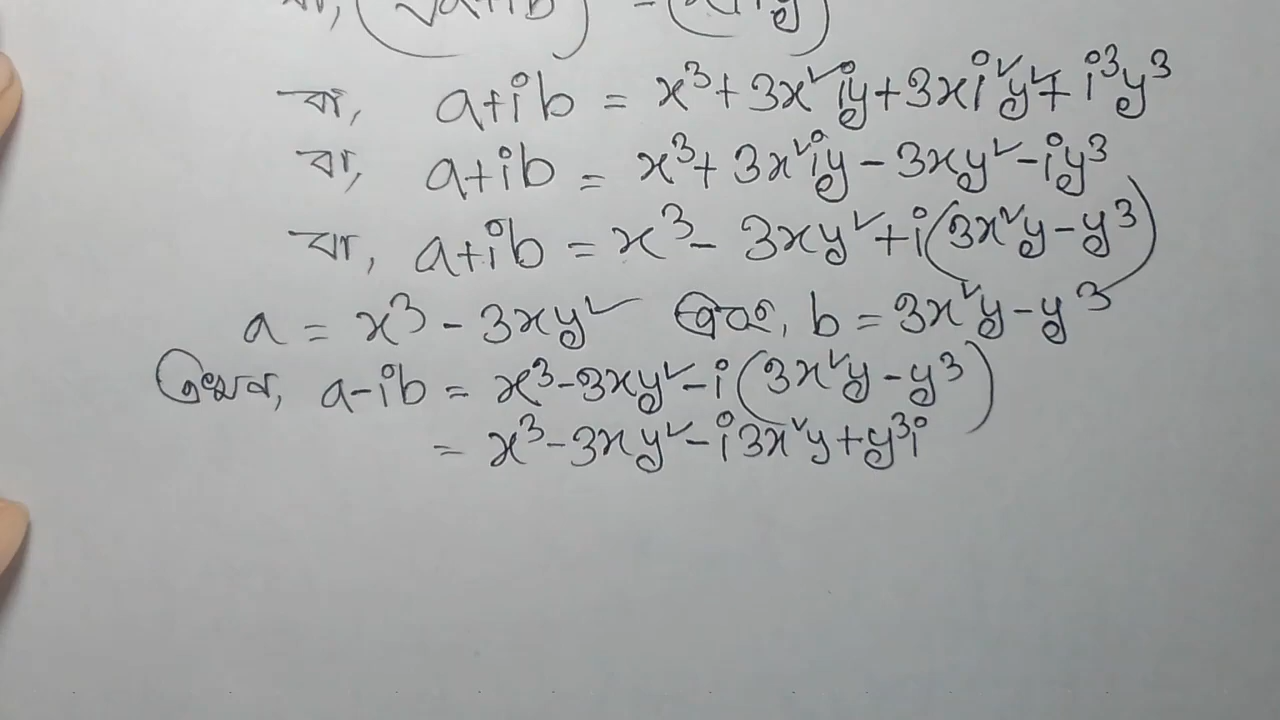 বা, a+ib = x³+3x²iy+3xi²y²+i³y³
বা, a+ib = x³+3x²iy-3xy²-iy³
বা, a+ib = x³-3xy²+i(3x²y-y³)
a = x³-3xy² এবং, b = 3x²y-y³
এখন, a-ib = x³-3xy²-i(3x²y-y³)
= x³-3xy²-i3x²y+y³i